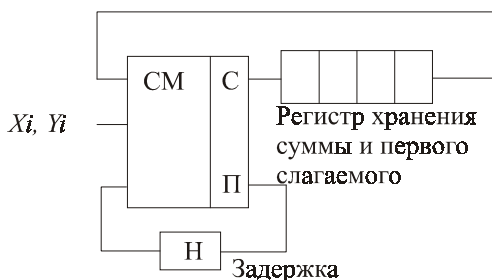 СМ
С
Xi, Yi
Регистр хранения
суммы и первого
слагаемого
П
Н
Задержка